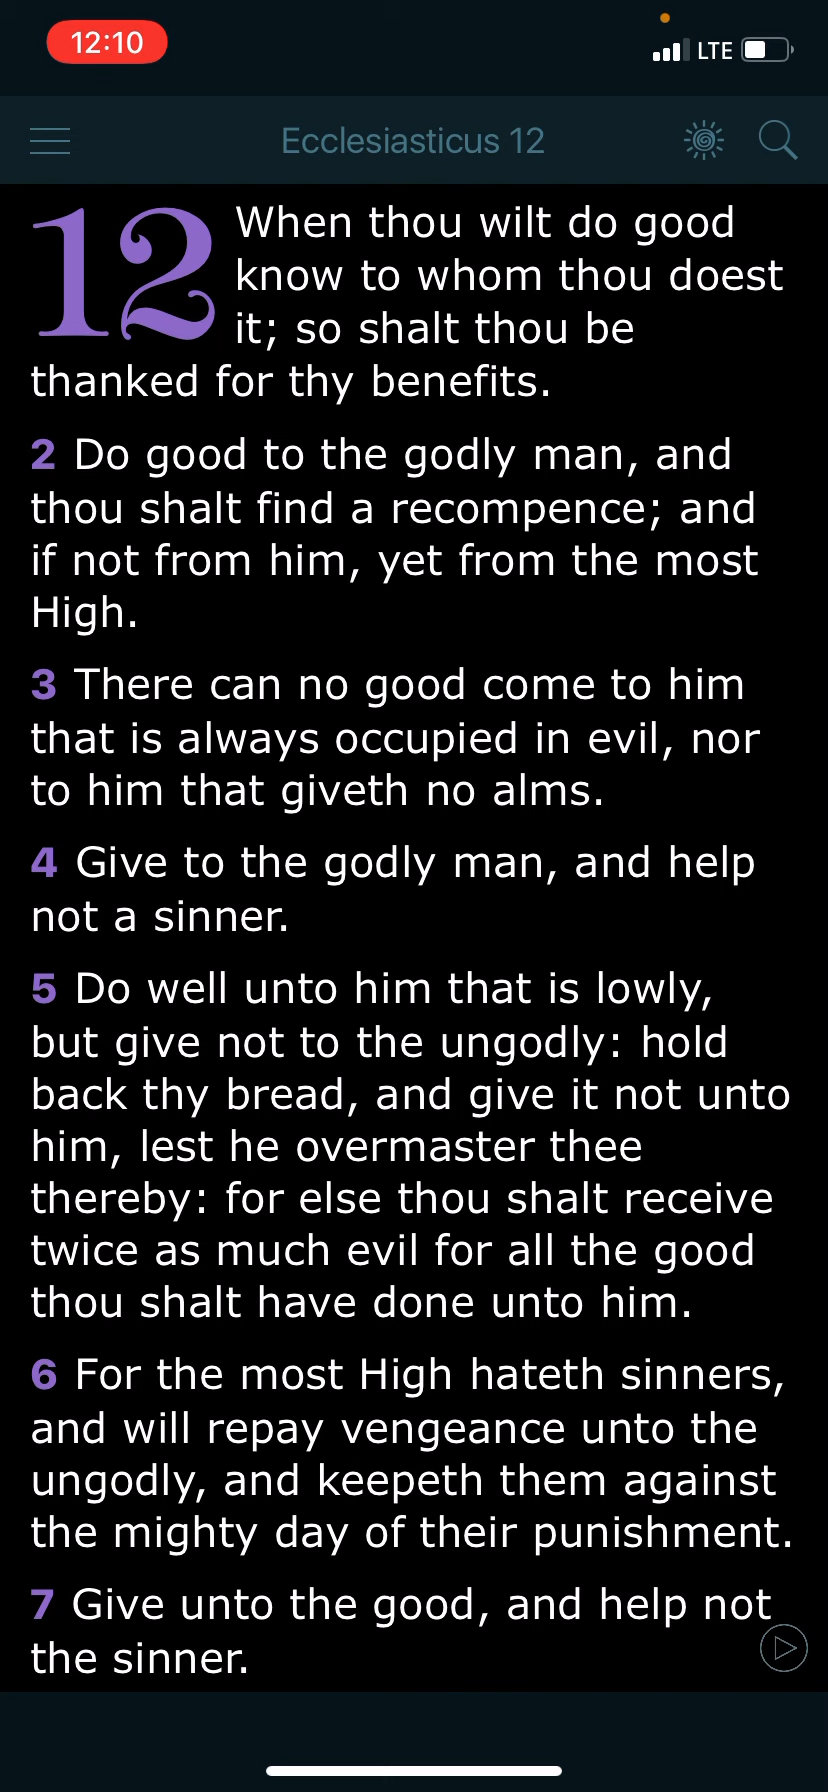 12:10
LTE
Ecclesiasticus 12
12 When thou wilt do good
know to whom thou doest
it; so shalt thou be
thanked for thy benefits.
2 Do good to the godly man, and
thou shalt find a recompence; and
if not from him, yet from the most
High.
3 There can no good come to him
that is always occupied in evil, nor
to him that giveth no alms.
4 Give to the godly man, and help
not a sinner.
5 Do well unto him that is lowly,
but give not to the ungodly: hold
back thy bread, and give it not unto
him, lest he overmaster thee
thereby: for else thou shalt receive
twice as much evil for all the good
thou shalt have done unto him.
6 For the most High hateth sinners,
and will repay vengeance unto the
ungodly, and keepeth them against
the mighty day of their punishment.
7 Give unto the good, and help not
the sinner.